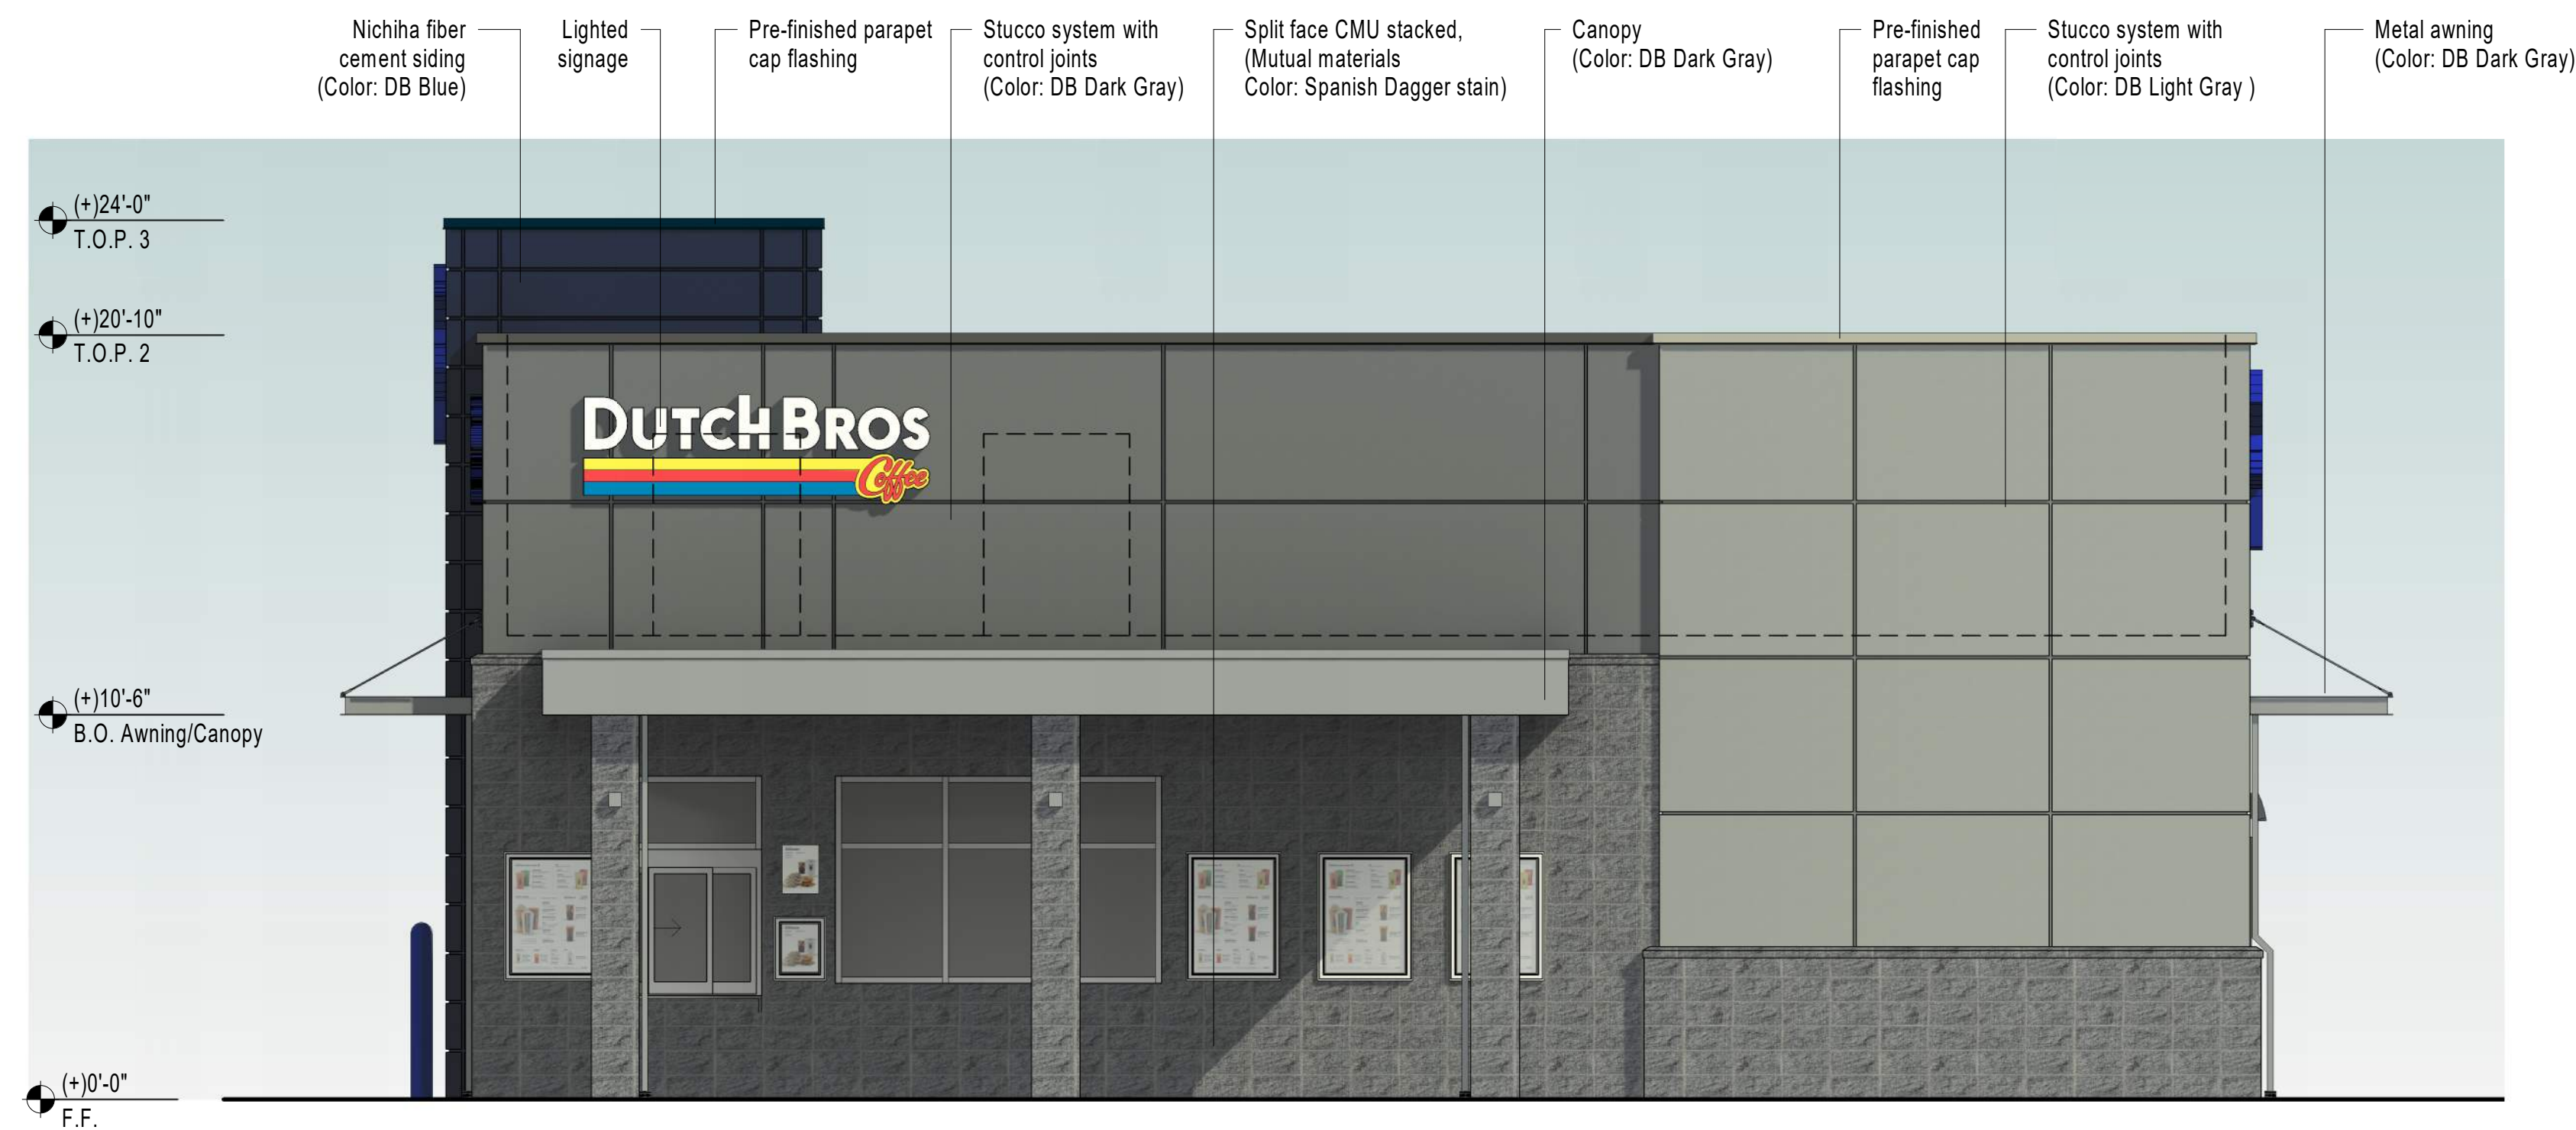 Nichiha fiber
cement siding
(Color: DB Blue)
Lighted
signage
Pre-finished parapet
cap flashing
Stucco system with
control joints
(Color: DB Dark Gray)
Split face CMU stacked,
(Mutual materials
Color: Spanish Dagger stain)
Canopy
(Color: DB Dark Gray)
Pre-finished
parapet cap
flashing
Stucco system with
control joints
(Color: DB Light Gray )
Metal awning
(Color: DB Dark Gray)
(+)24'-0"
T.O.P. 3
(+)20'-10"
T.O.P. 2
DUTCH BROS
Coffee
(+)10'-6"
B.O. Awning/Canopy
(+)0'-0"
F.F.